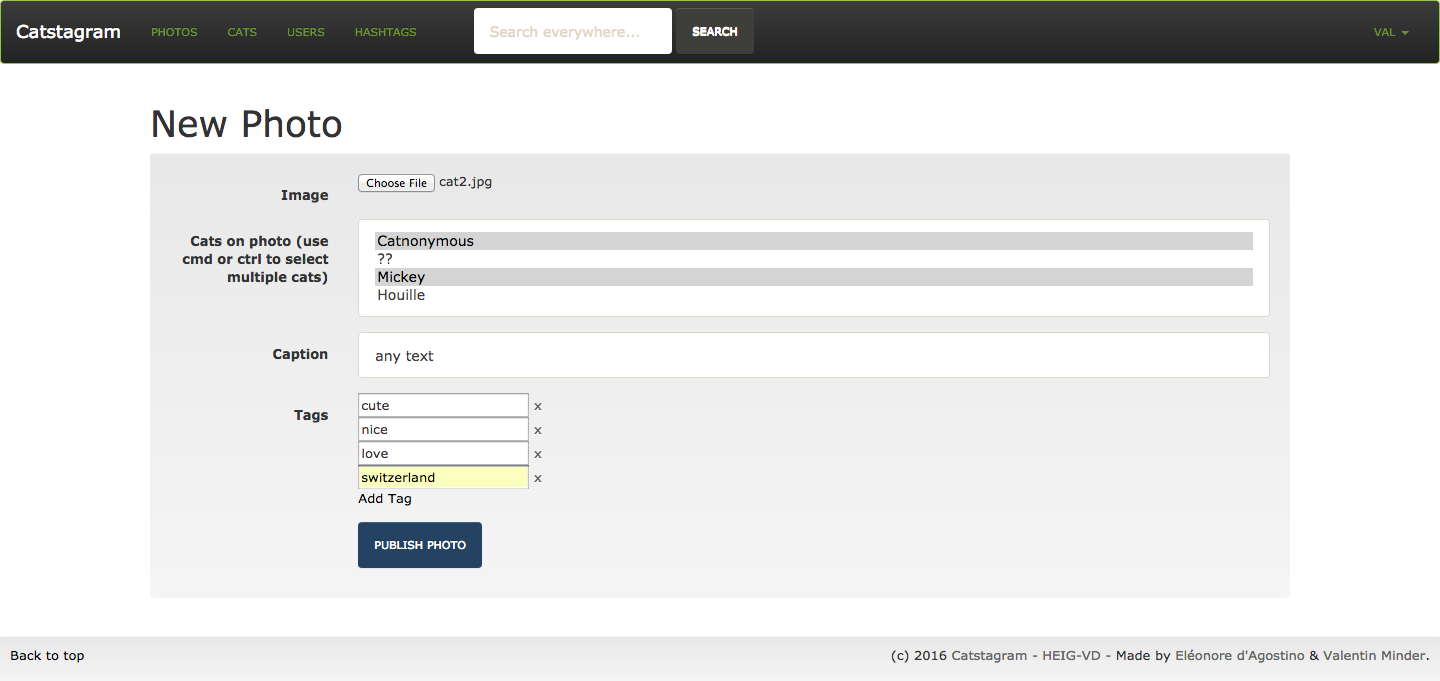 Catstagram PHOTOS CATS USERS HASHTAGS Search everywhere... SEARCH VAL
New Photo
Image Choose File cat2.jpg
Cats on photo (use
cmd or ctrl to select
multiple cats)
Catnonymous
??
Mickey
Houille
Caption any text
Tags
cute x
nice x
love x
switzerland x
Add Tag
PUBLISH PHOTO
Back to top (c) 2016 Catstagram - HEIG-VD - Made by Eléonore d'Agostino & Valentin Minder.